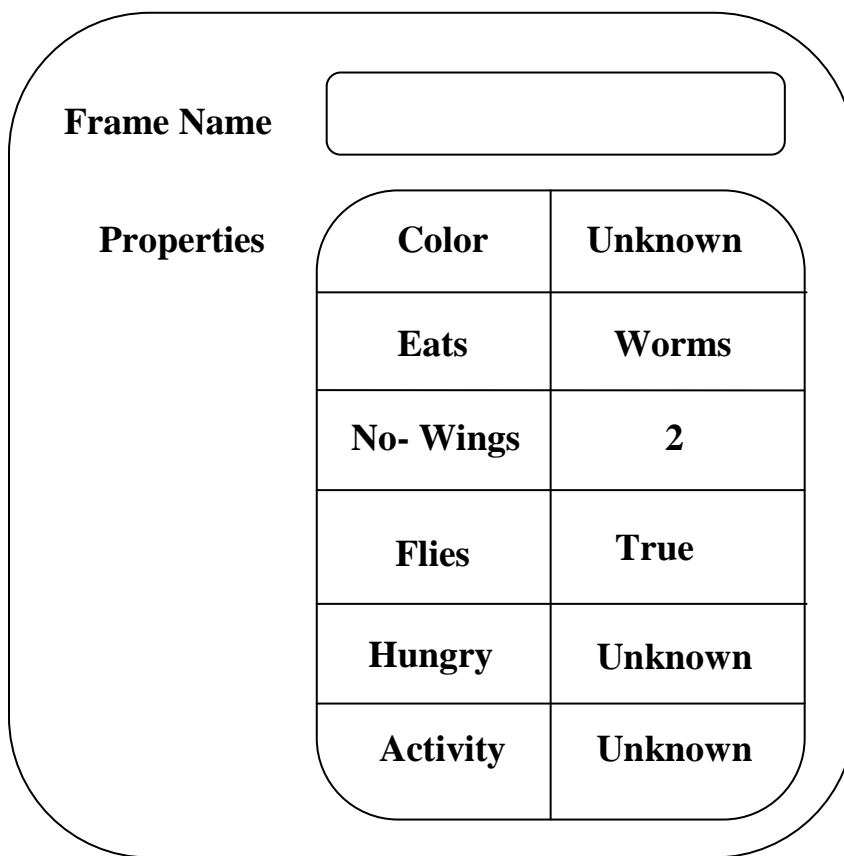 Frame Name
Properties
Color Unknown
Eats Worms
No- Wings 2
Flies True
Hungry Unknown
Activity Unknown